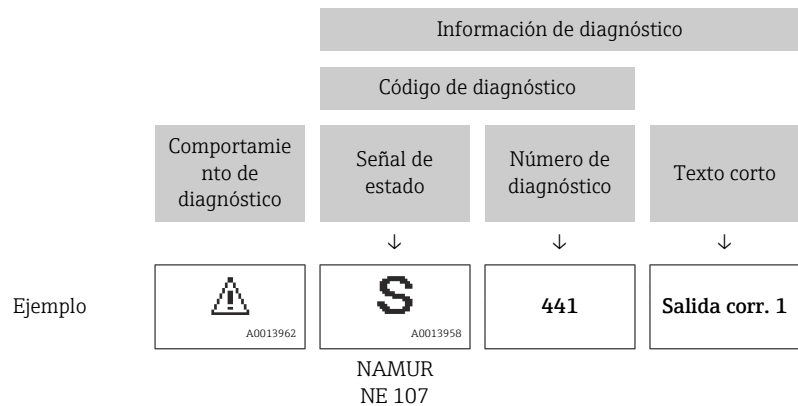 Información de diagnóstico
Código de diagnóstico
Comportamie
nto de
diagnóstico
Señal de
estado
Número de
diagnóstico
Texto corto
↓ ↓ ↓
Ejemplo
A0013962
S
A0013958
441
Salida corr. 1
NAMUR
NE 107